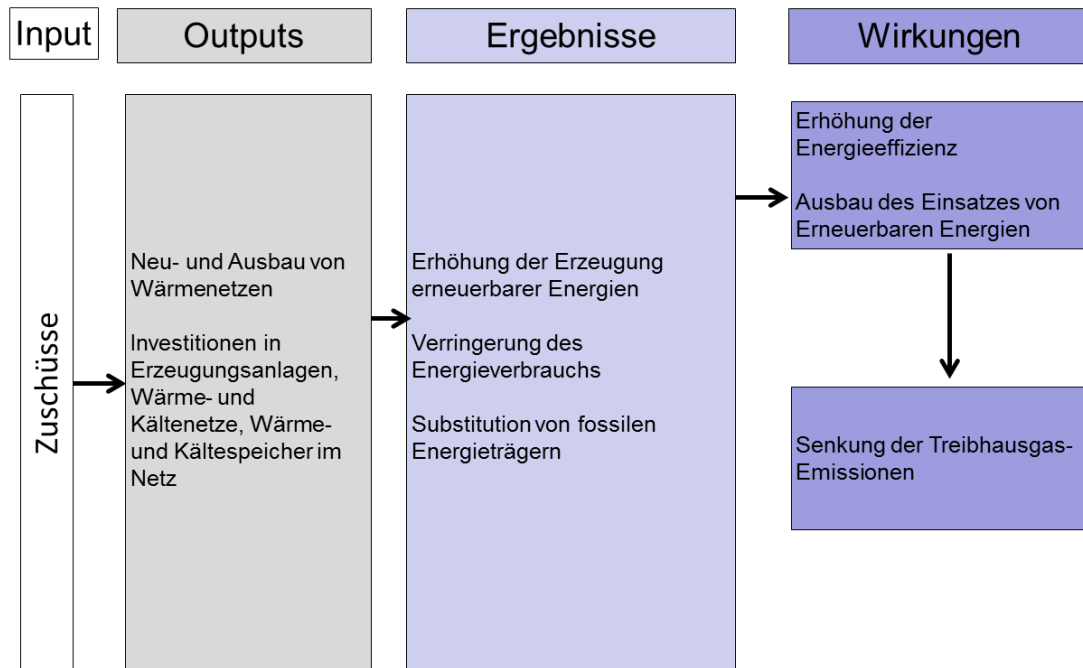 Input
Outputs
Ergebnisse
Wirkungen
Zuschüsse
Neu- und Ausbau von
Wärmenetzen
Investitionen in
Erzeugungsanlagen,
Wärme- und
Kältenetze, Wärme-
und Kältespeicher im
Netz
Erhöhung der Erzeugung
erneuerbarer Energien
Verringerung des
Energieverbrauchs
Substitution von fossilen
Energieträgern
Erhöhung der
Energieeffizienz
Ausbau des Einsatzes von
Erneuerbaren Energien
Senkung der Treibhausgas-
Emissionen